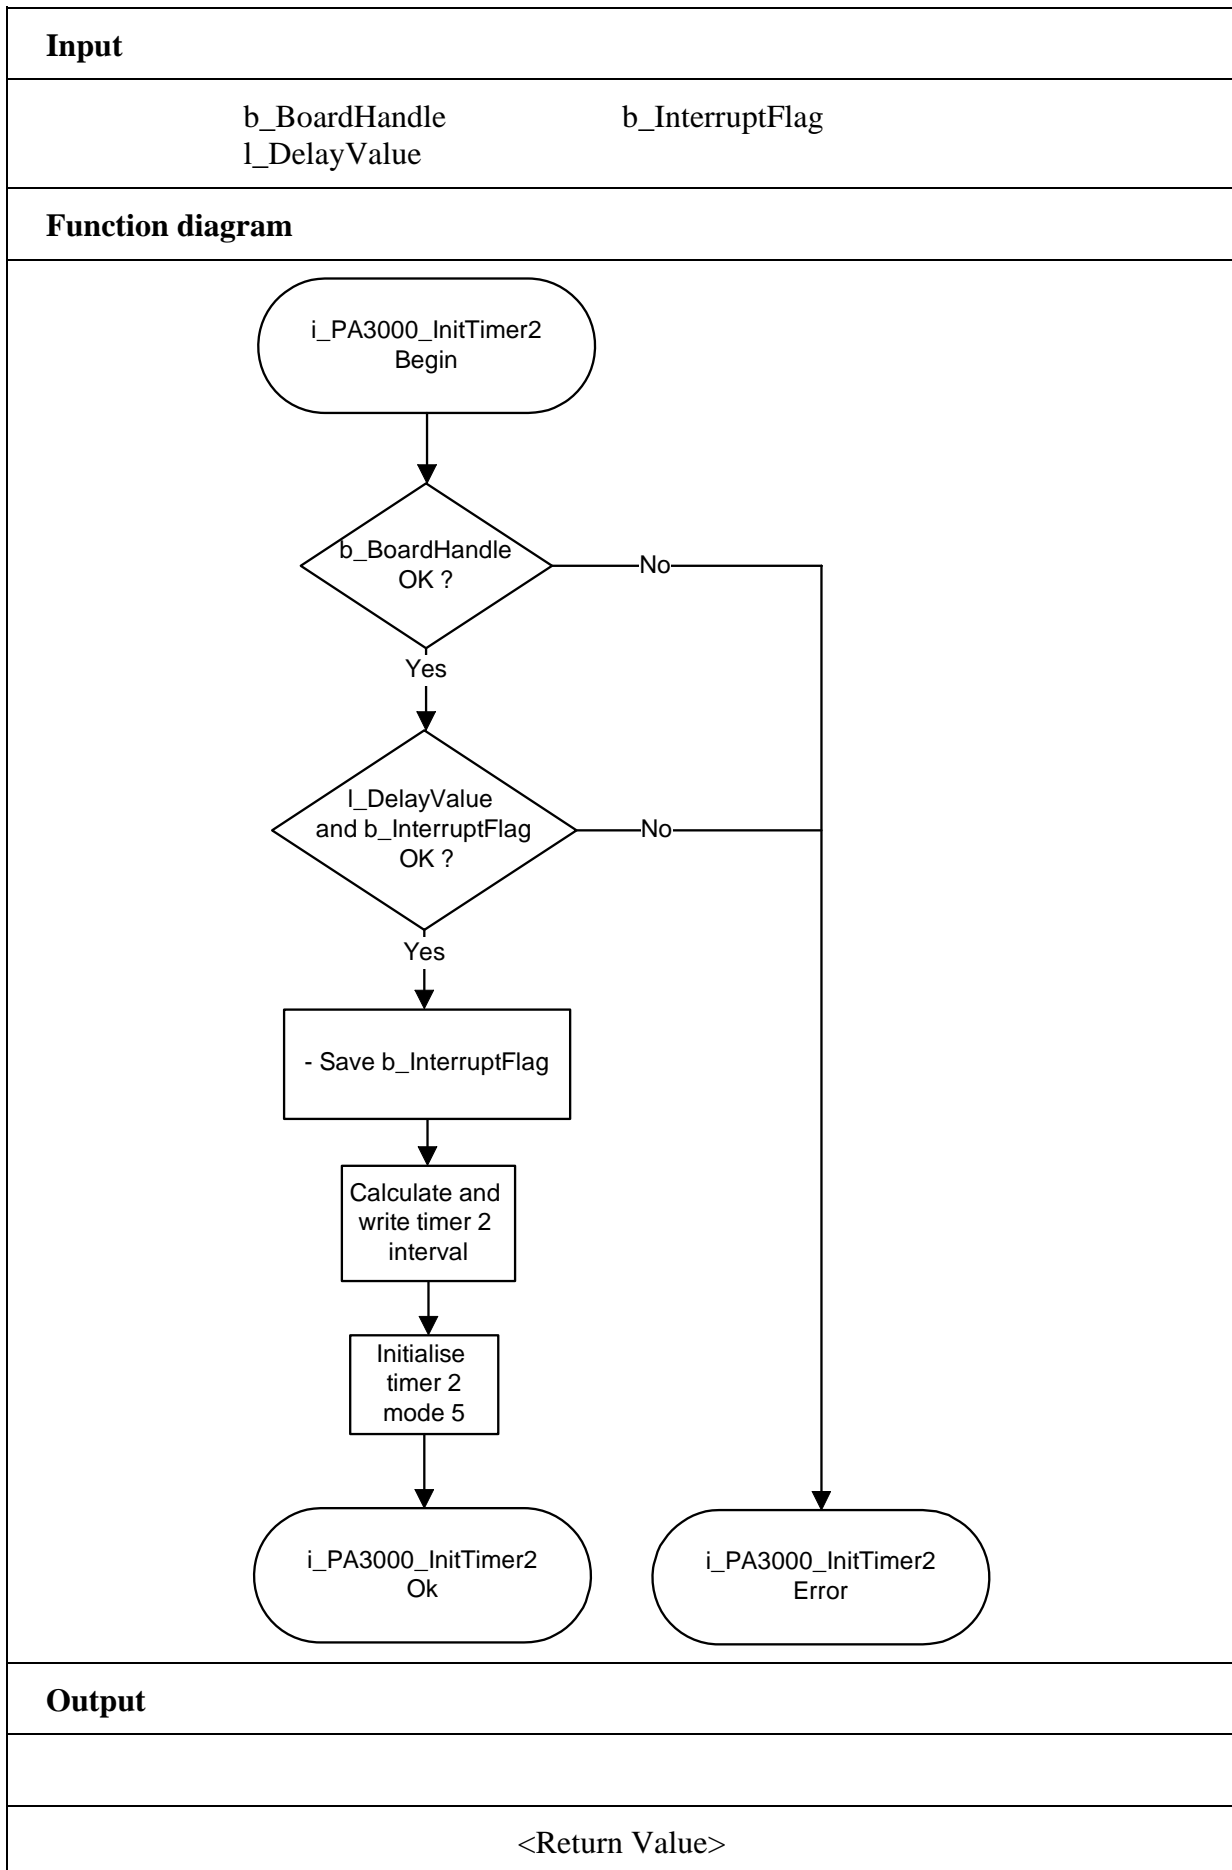 Input
b_BoardHandle b_InterruptFlag
l_DelayValue
Function diagram
i_PA3000_InitTimer2
Begin
b_BoardHandle
OK ?
No
Yes
l_DelayValue
and b_InterruptFlag
OK ?
No
Yes
- Save b_InterruptFlag
Calculate and
write timer 2
interval
Initialise
timer 2
mode 5
i_PA3000_InitTimer2
Ok
i_PA3000_InitTimer2
Error
Output
<Return Value>